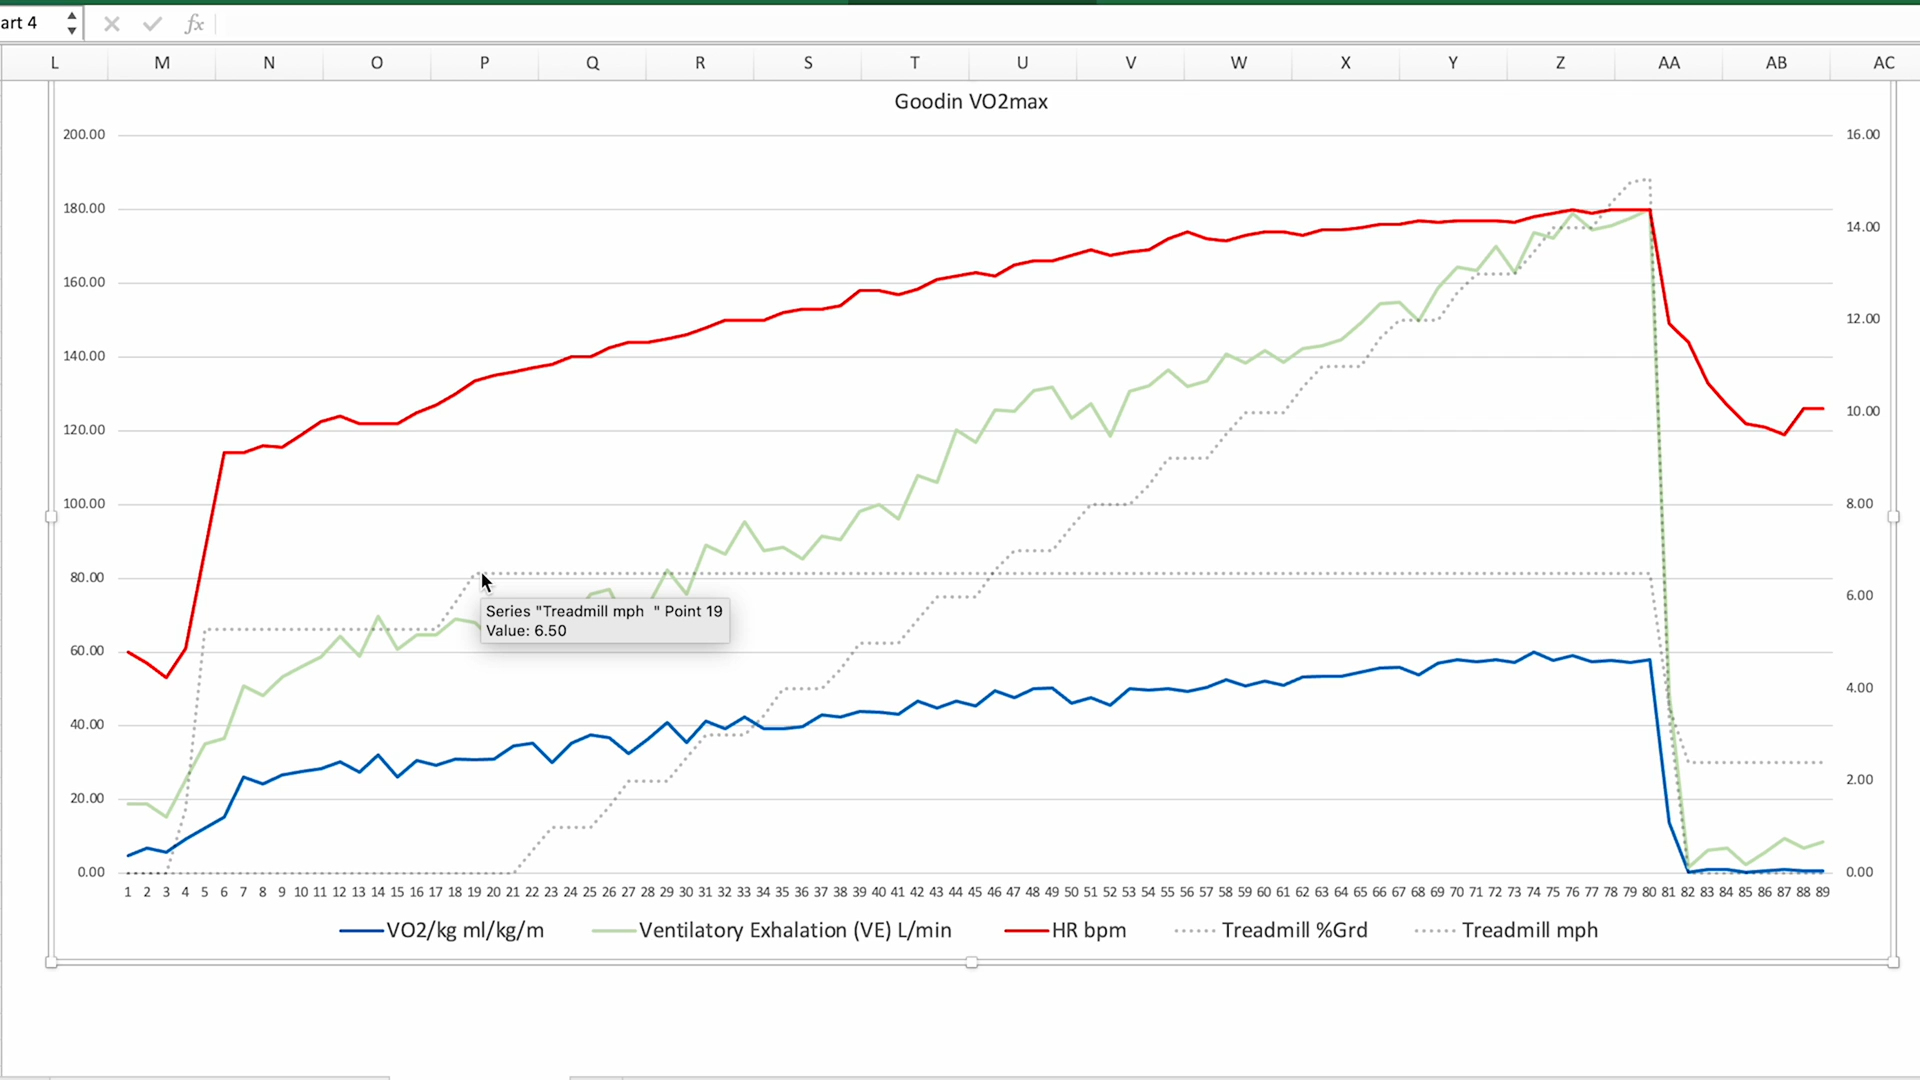 art 4 fx
L M N O P Q R S T U V W X Y Z AA AB AC
Goodin VO2max
200.00 16.00
180.00 14.00
160.00 12.00
140.00 10.00
120.00 8.00
100.00 6.00
80.00 4.00
60.00 2.00
40.00 0.00
20.00
0.00
Series "Treadmill mph " Point 19
Value: 6.50
1 2 3 4 5 6 7 8 9 10 11 12 13 14 15 16 17 18 19 20 21 22 23 24 25 26 27 28 29 30 31 32 33 34 35 36 37 38 39 40 41 42 43 44 45 46 47 48 49 50 51 52 53 54 55 56 57 58 59 60 61 62 63 64 65 66 67 68 69 70 71 72 73 74 75 76 77 78 79 80 81 82 83 84 85 86 87 88 89
VO2/kg ml/kg/m Ventilatory Exhalation (VE) L/min HR bpm Treadmill %Grd Treadmill mph